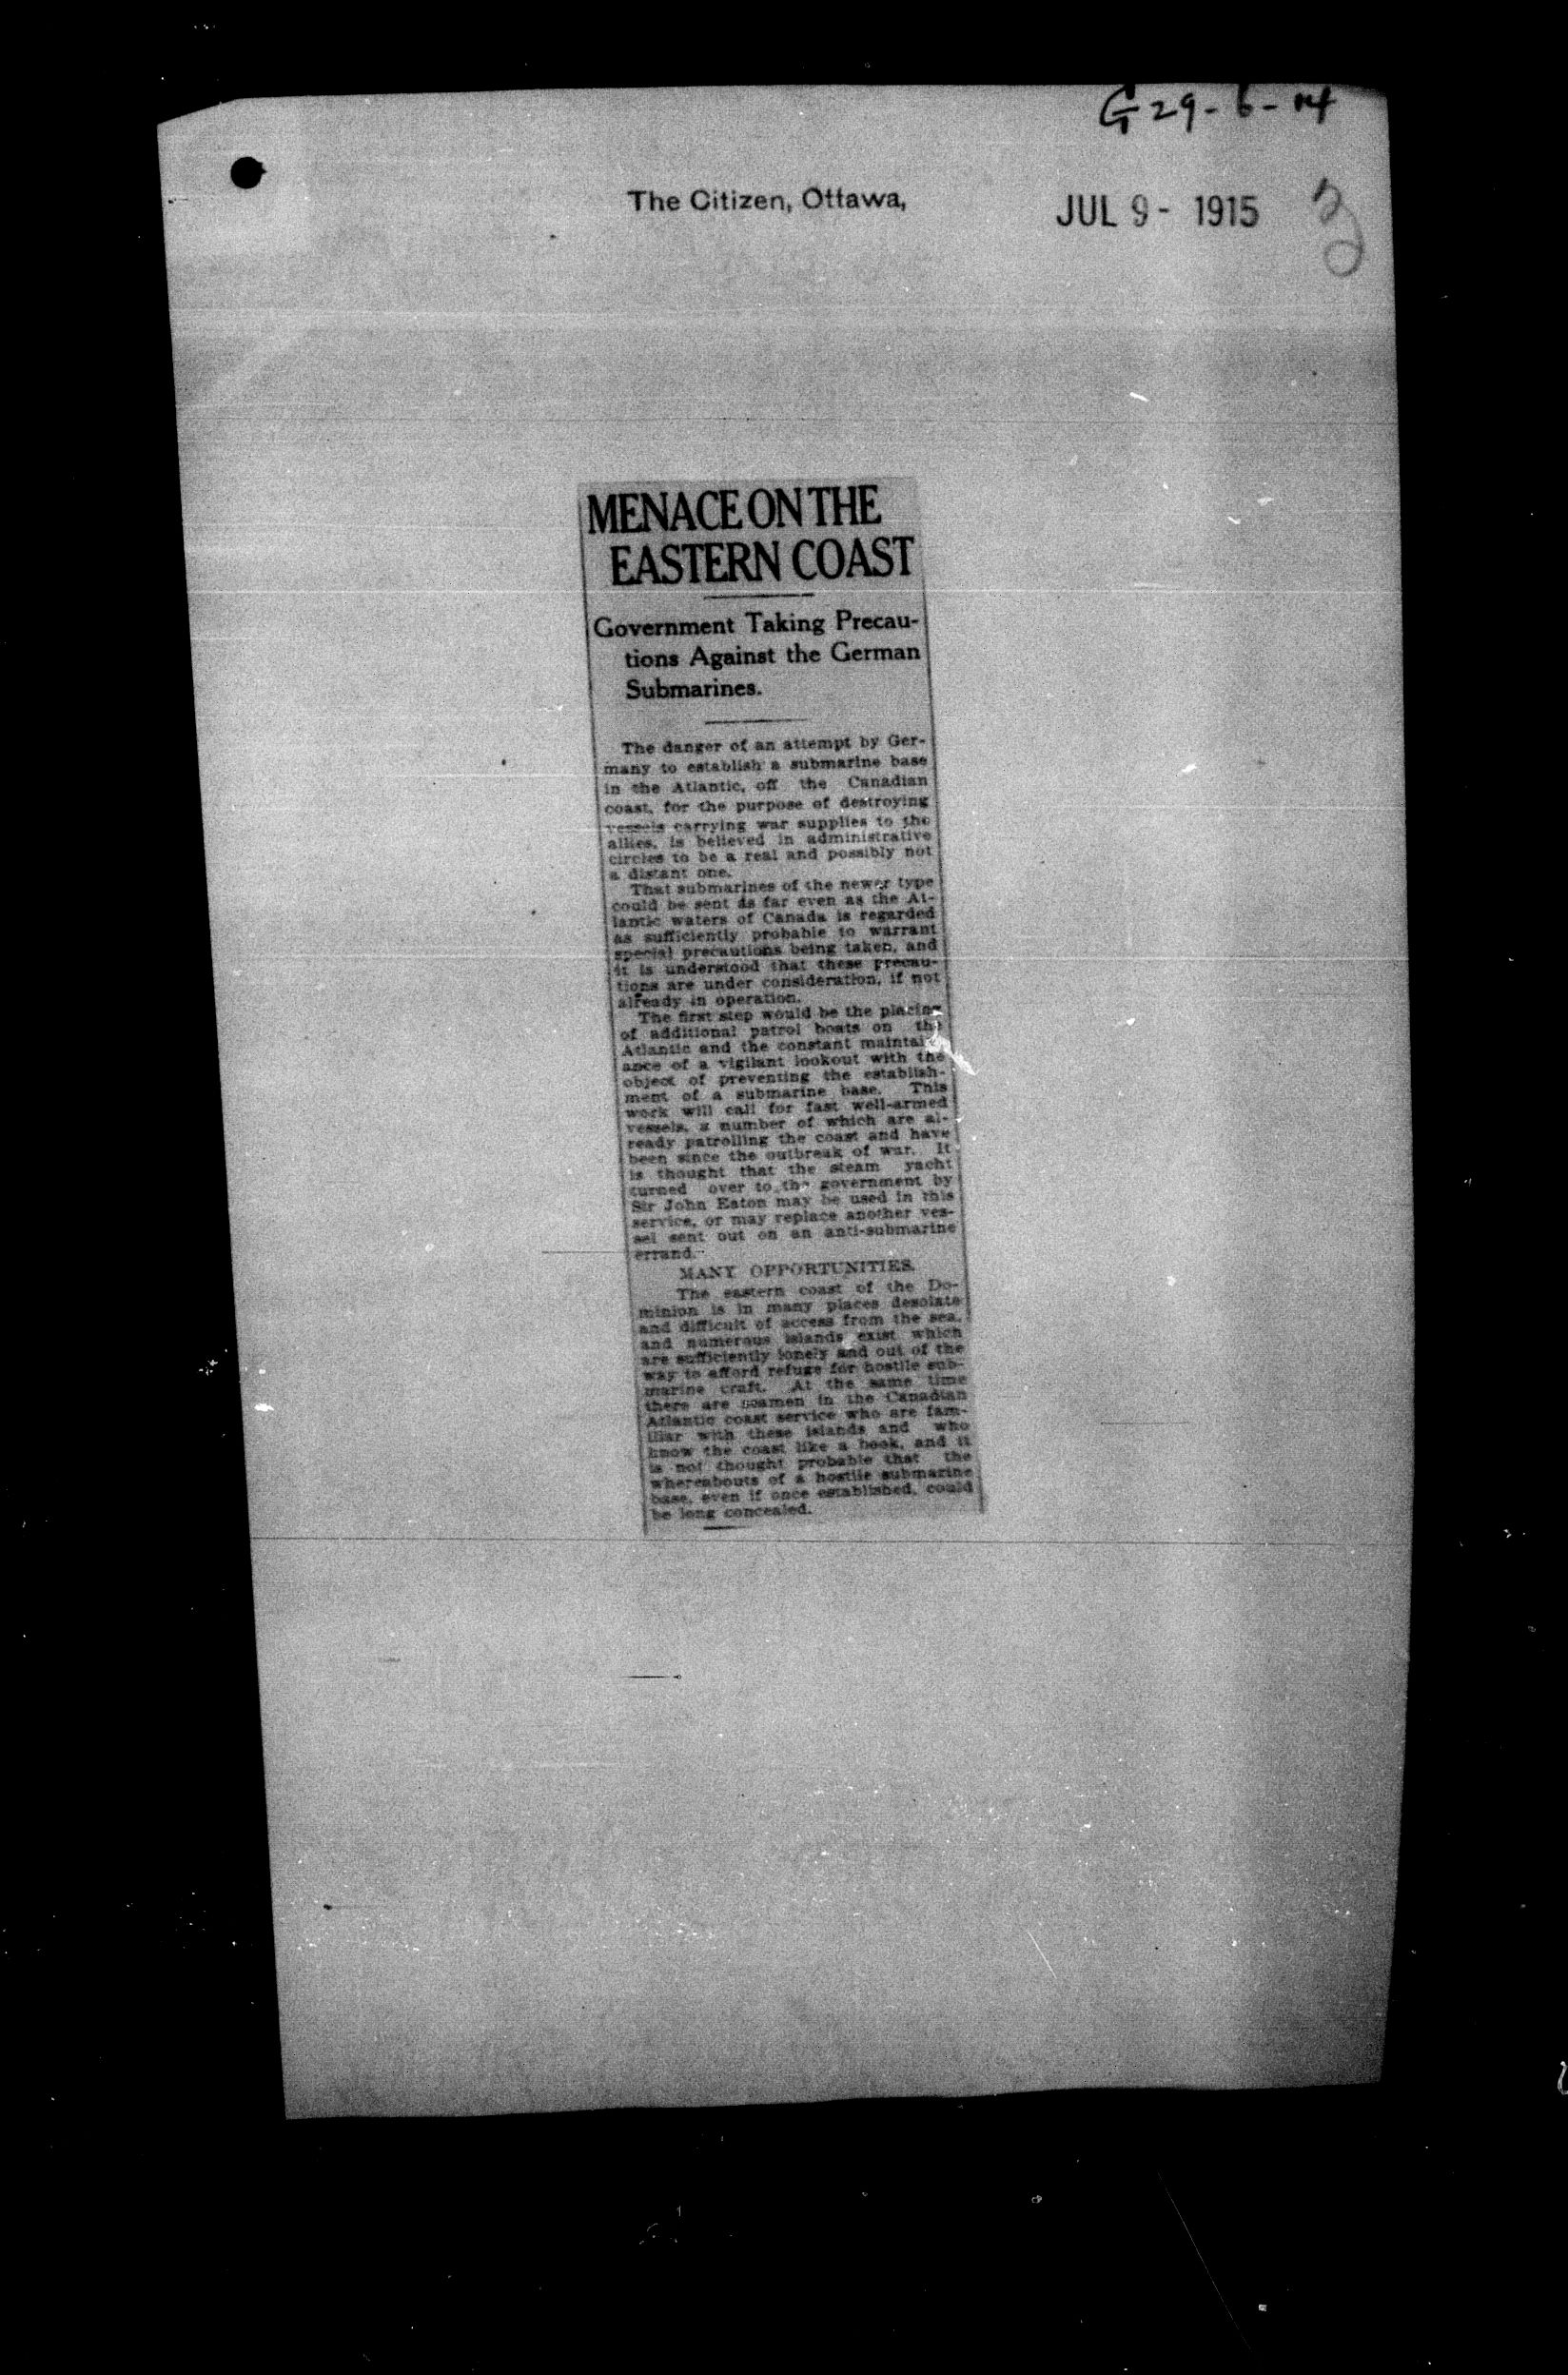 G 29-6-14
The Citizen, Ottawa,
JUL 9 - 1915
MENACE ON THE
EASTERN COAST
Government Taking Precau-
tions Against the German
Submarines.
The danger of an attempt by Ger-
many to establish a submarine base
in the Atlantic, off the Canadian
coast, for the purpose of destroying
vessels carrying war supplies to the
allies, is believed in administrative
circles to be a real and possibly not
a distant one.
That submarines of the newer type
could be sent as far even as the At-
lantic waters of Canada is regarded
as sufficiently probable to warrant
special precautions being taken, and
it is understood that these precau-
tions are under consideration, if not
already in operation.
The first step would be the placing
of additional patrol boats on the
Atlantic and the constant maintain-
ance of a vigilant lookout with the
object of preventing the establish-
ment of a submarine base. This
work will call for fast well-armed
vessels, a number of which are al-
ready patrolling the coast and have
been since the outbreak of war. It
is thought that the steam yacht
turned over to the government by
Sir John Eaton may be used in this
service, or may replace another ves-
sel sent out on an anti-submarine
errand.
MANY OPPORTUNITIES.
The eastern coast of the Do-
minion is in many places desolate
and difficult of access from the sea,
and numerous islands exist which
are sufficiently lonely and out of the
way to afford refuge for hostile sub-
marine craft. At the same time
there are seamen in the Canadian
Atlantic coast service who are fam-
iliar with these islands and who
know the coast like a book, and it
is not thought probable that the
whereabouts of a hostile submarine
base, even if once established, could
be long concealed.